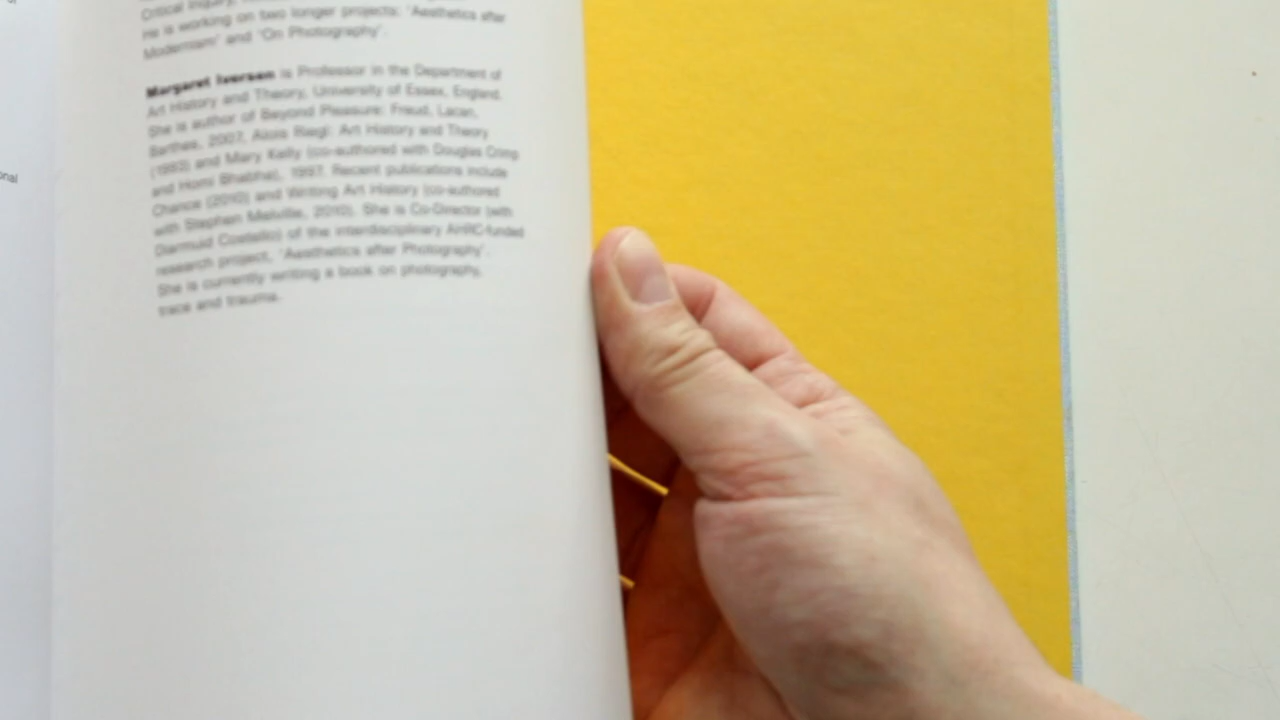 Critical Inquiry,
He is working on two longer projects: 'Aesthetics after
Modernism' and 'On Photography'.
Margaret Iversen is Professor in the Department of
Art History and Theory, University of Essex, England.
She is author of Beyond Pleasure: Freud, Lacan,
Barthes, 2007, Alois Riegl: Art History and Theory
(1993) and Mary Kelly (co-authored with Douglas Crimp
and Homi Bhabha), 1997. Recent publications include
Chance (2010) and Writing Art History (co-authored
with Stephen Melville, 2010). She is Co-Director (with
Diarmuid Costello) of the interdisciplinary AHRC-funded
research project, 'Aesthetics after Photography'.
She is currently writing a book on photography,
trace and trauma.